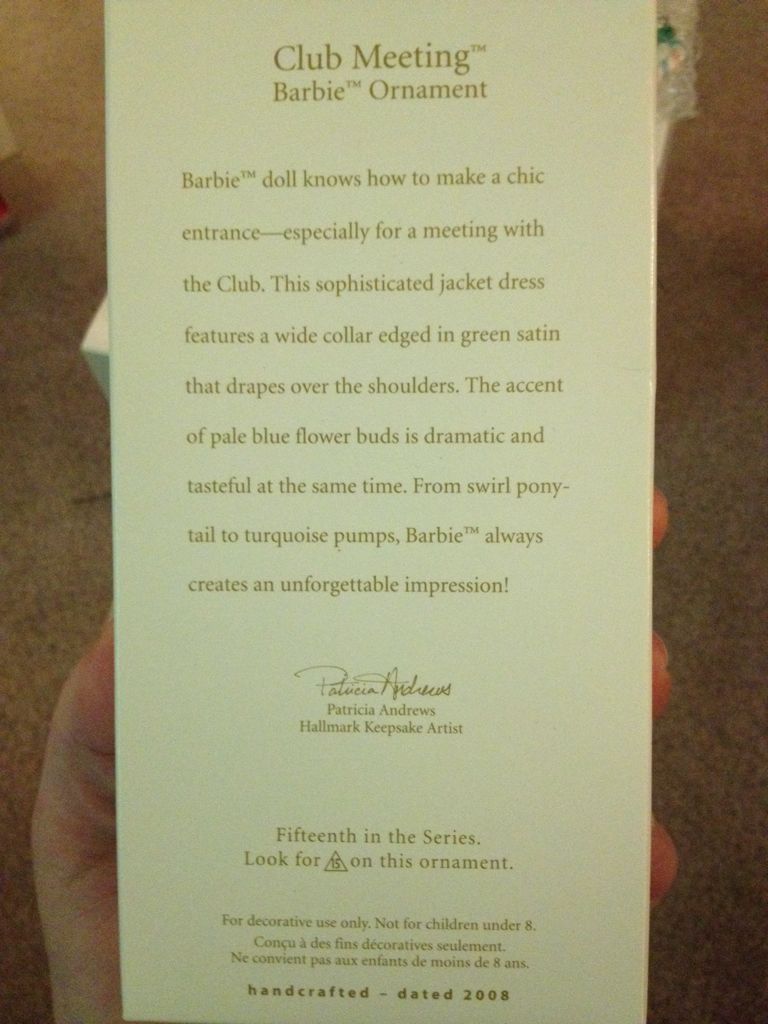 Club Meeting™
Barbie™ Ornament
Barbie™ doll knows how to make a chic
entrance—especially for a meeting with
the Club. This sophisticated jacket dress
features a wide collar edged in green satin
that drapes over the shoulders. The accent
of pale blue flower buds is dramatic and
tasteful at the same time. From swirl pony-
tail to turquoise pumps, Barbie™ always
creates an unforgettable impression!
Patricia Andrews
Patricia Andrews
Hallmark Keepsake Artist
Fifteenth in the Series.
Look for 15 on this ornament.
For decorative use only. Not for children under 8.
Conçu à des fins décoratives seulement.
Ne convient pas aux enfants de moins de 8 ans.
handcrafted – dated 2008